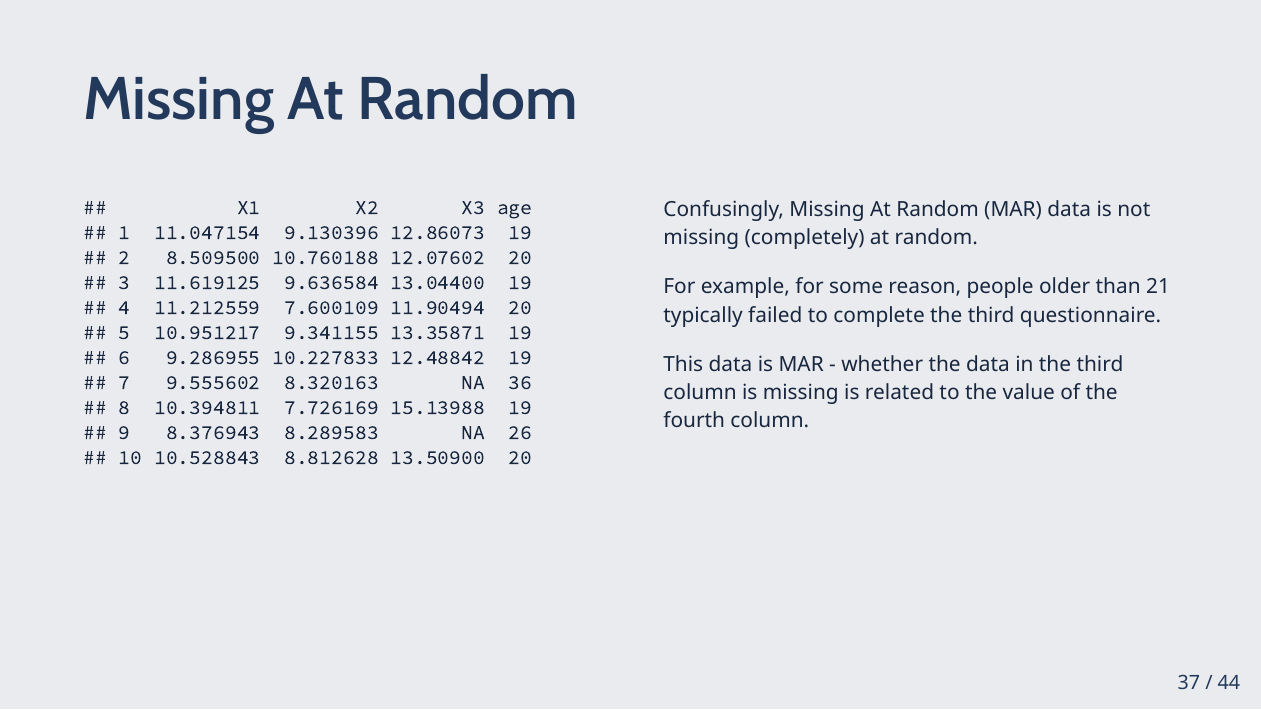 Missing At Random
##           X1        X2       X3 age
## 1  11.047154  9.130396 12.86073  19
## 2   8.509500 10.760188 12.07602  20
## 3  11.619125  9.636584 13.04400  19
## 4  11.212559  7.600109 11.90494  20
## 5  10.951217  9.341155 13.35871  19
## 6   9.286955 10.227833 12.48842  19
## 7   9.555602  8.320163       NA  36
## 8  10.394811  7.726169 15.13988  19
## 9   8.376943  8.289583       NA  26
## 10 10.528843  8.812628 13.50900  20
Confusingly, Missing At Random (MAR) data is not
missing (completely) at random.
For example, for some reason, people older than 21
typically failed to complete the third questionnaire.
This data is MAR - whether the data in the third
column is missing is related to the value of the
fourth column.
37 / 44